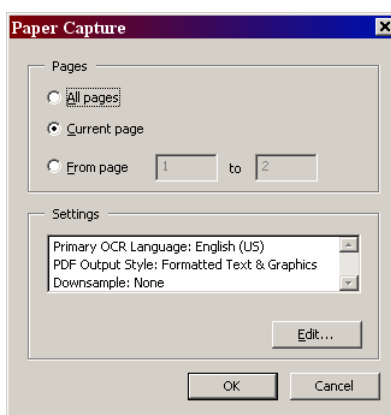 Paper Capture
Pages
All pages
Current page
From page 1 to 2
Settings
Primary OCR Language: English (US)
PDF Output Style: Formatted Text & Graphics
Downsample: None
Edit...
OK Cancel